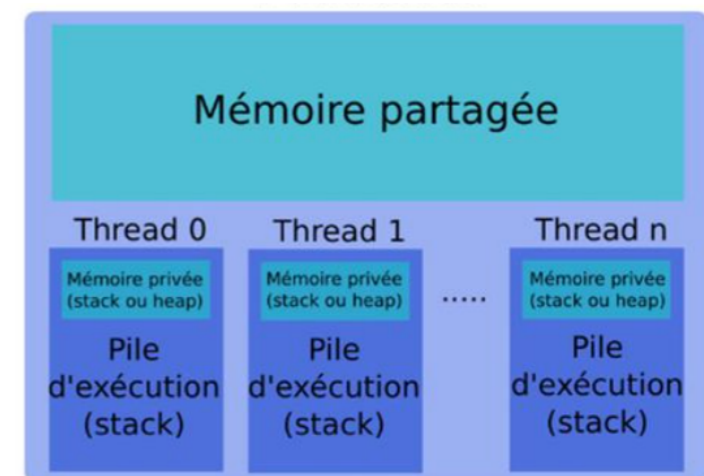 Mémoire partagée
Thread 0
Thread 1
Thread n
Mémoire privée
(stack ou heap)
Pile
d'exécution
(stack)
Mémoire privée
(stack ou heap)
Pile
d'exécution
(stack)
.....
Mémoire privée
(stack ou heap)
Pile
d'exécution
(stack)